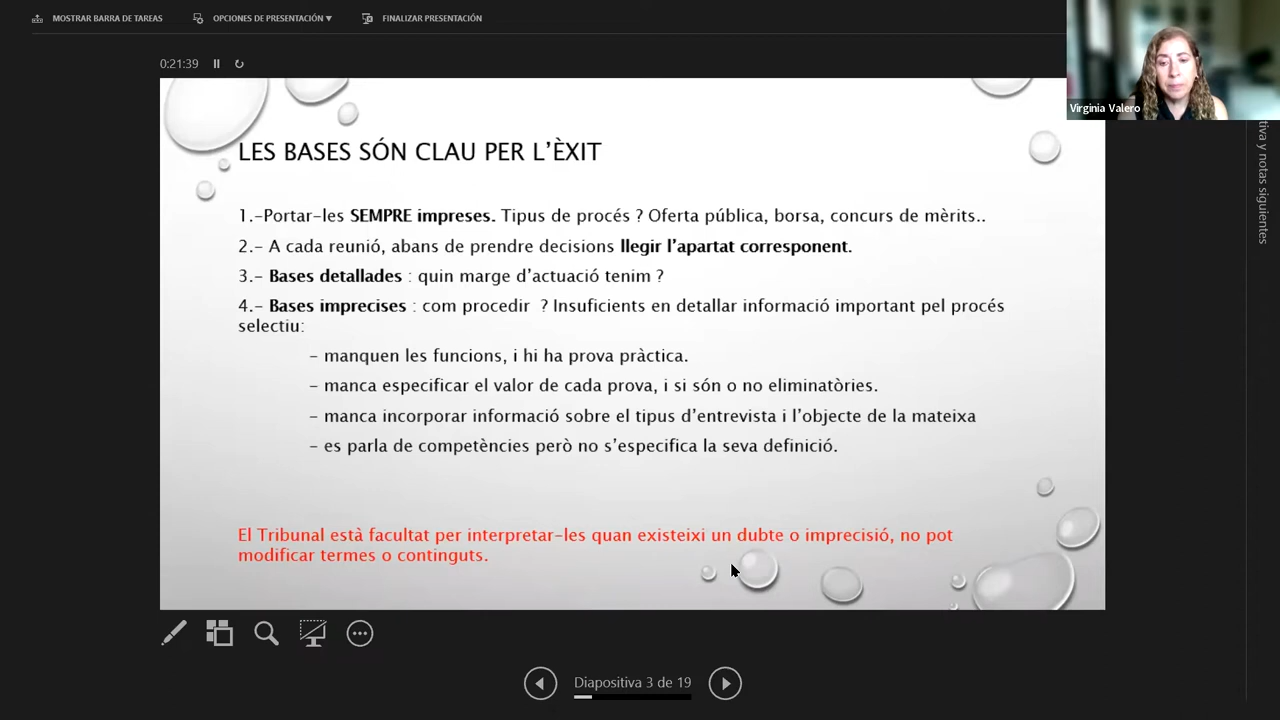 MOSTRAR BARRA DE TAREAS
OPCIONES DE PRESENTACIÓN ▾
FINALIZAR PRESENTACIÓN
0:21:39
Virginia Valero
tiva y notas siguientes
LES BASES SÓN CLAU PER L'ÈXIT
1.-Portar-les SEMPRE impreses. Tipus de procés ? Oferta pública, borsa, concurs de mèrits..
2.- A cada reunió, abans de prendre decisions llegir l'apartat corresponent.
3.- Bases detallades : quin marge d'actuació tenim ?
4.- Bases imprecises : com procedir ? Insuficients en detallar informació important pel procés
selectiu:
- manquen les funcions, i hi ha prova pràctica.
- manca especificar el valor de cada prova, i si són o no eliminatòries.
- manca incorporar informació sobre el tipus d'entrevista i l'objecte de la mateixa
- es parla de competències però no s'especifica la seva definició.
El Tribunal està facultat per interpretar-les quan existeixi un dubte o imprecisió, no pot
modificar termes o continguts.
Diapositiva 3 de 19